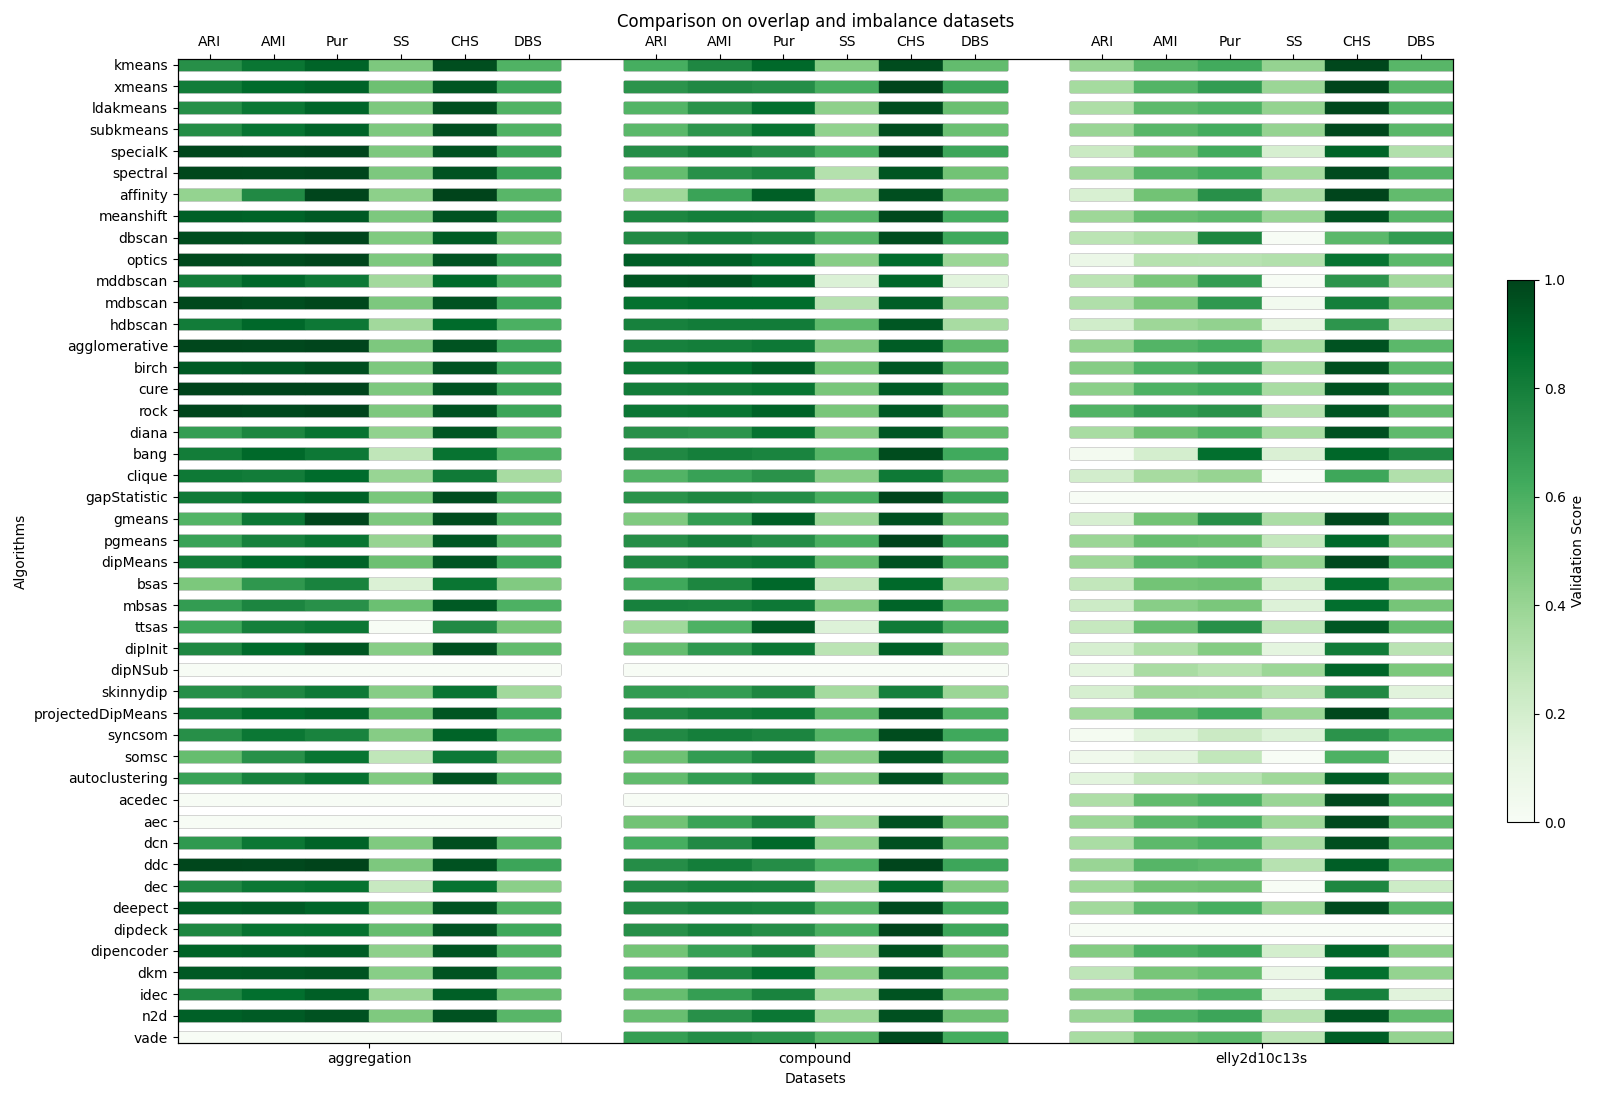 Comparison on overlap and imbalance datasets
ARI AMI Pur SS CHS DBS ARI AMI Pur SS CHS DBS ARI AMI Pur SS CHS DBS
kmeans
xmeans
ldakmeans
subkmeans
specialK
spectral
affinity
meanshift
dbscan
optics
mddbscan
mdbscan
hdbscan
agglomerative
birch
cure
rock
diana
bang
clique
gapStatistic
gmeans
pgmeans
dipMeans
bsas
mbsas
ttsas
dipInit
dipNSub
skinnydip
projectedDipMeans
syncsom
somsc
autoclustering
acedec
aec
dcn
ddc
dec
deepect
dipdeck
dipencoder
dkm
idec
n2d
vade
Algorithms
aggregation compound elly2d10c13s
Datasets
1.0
0.8
0.6
0.4
0.2
0.0
Validation Score